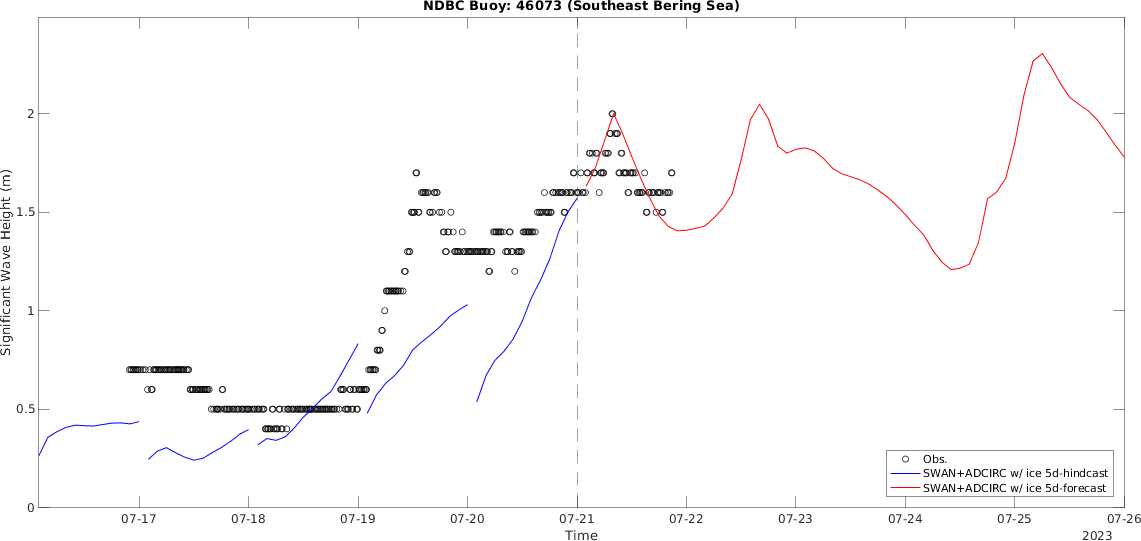 NDBC Buoy: 46073 (Southeast Bering Sea)
Significant Wave Height (m)
2
1.5
1
0.5
0
07-17 07-18 07-19 07-20 07-21 07-22 07-23 07-24 07-25 07-26
Time
2023
Obs.
SWAN+ADCIRC w/ ice 5d-hindcast
SWAN+ADCIRC w/ ice 5d-forecast